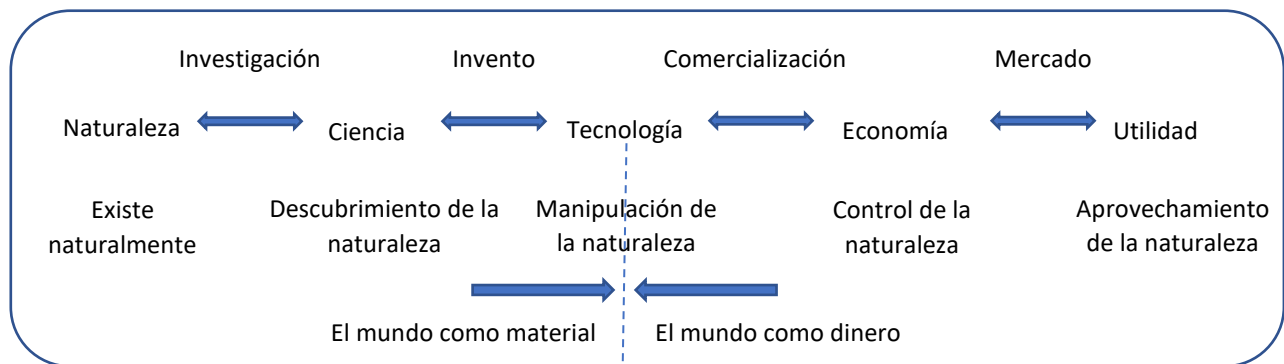 Investigación Invento Comercialización Mercado
Naturaleza Ciencia Tecnología Economía Utilidad
Existe
naturalmente
Descubrimiento de la
naturaleza
Manipulación de
la naturaleza
Control de la
naturaleza
Aprovechamiento
de la naturaleza
El mundo como material
El mundo como dinero